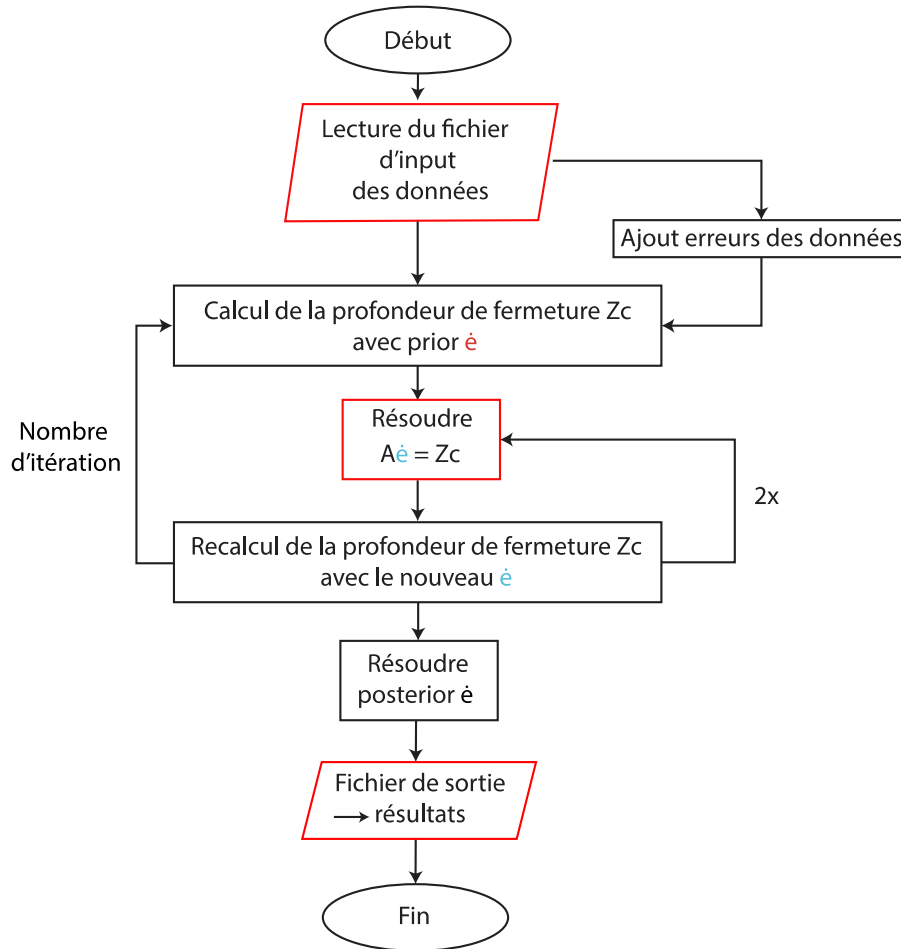 Début
Lecture du fichier
d'input
des données
Ajout erreurs des données
Calcul de la profondeur de fermeture Zc
avec prior ė
Résoudre
Aė = Zc
Nombre
d'itération
2x
Recalcul de la profondeur de fermeture Zc
avec le nouveau ė
Résoudre
posterior ė
Fichier de sortie
→ résultats
Fin